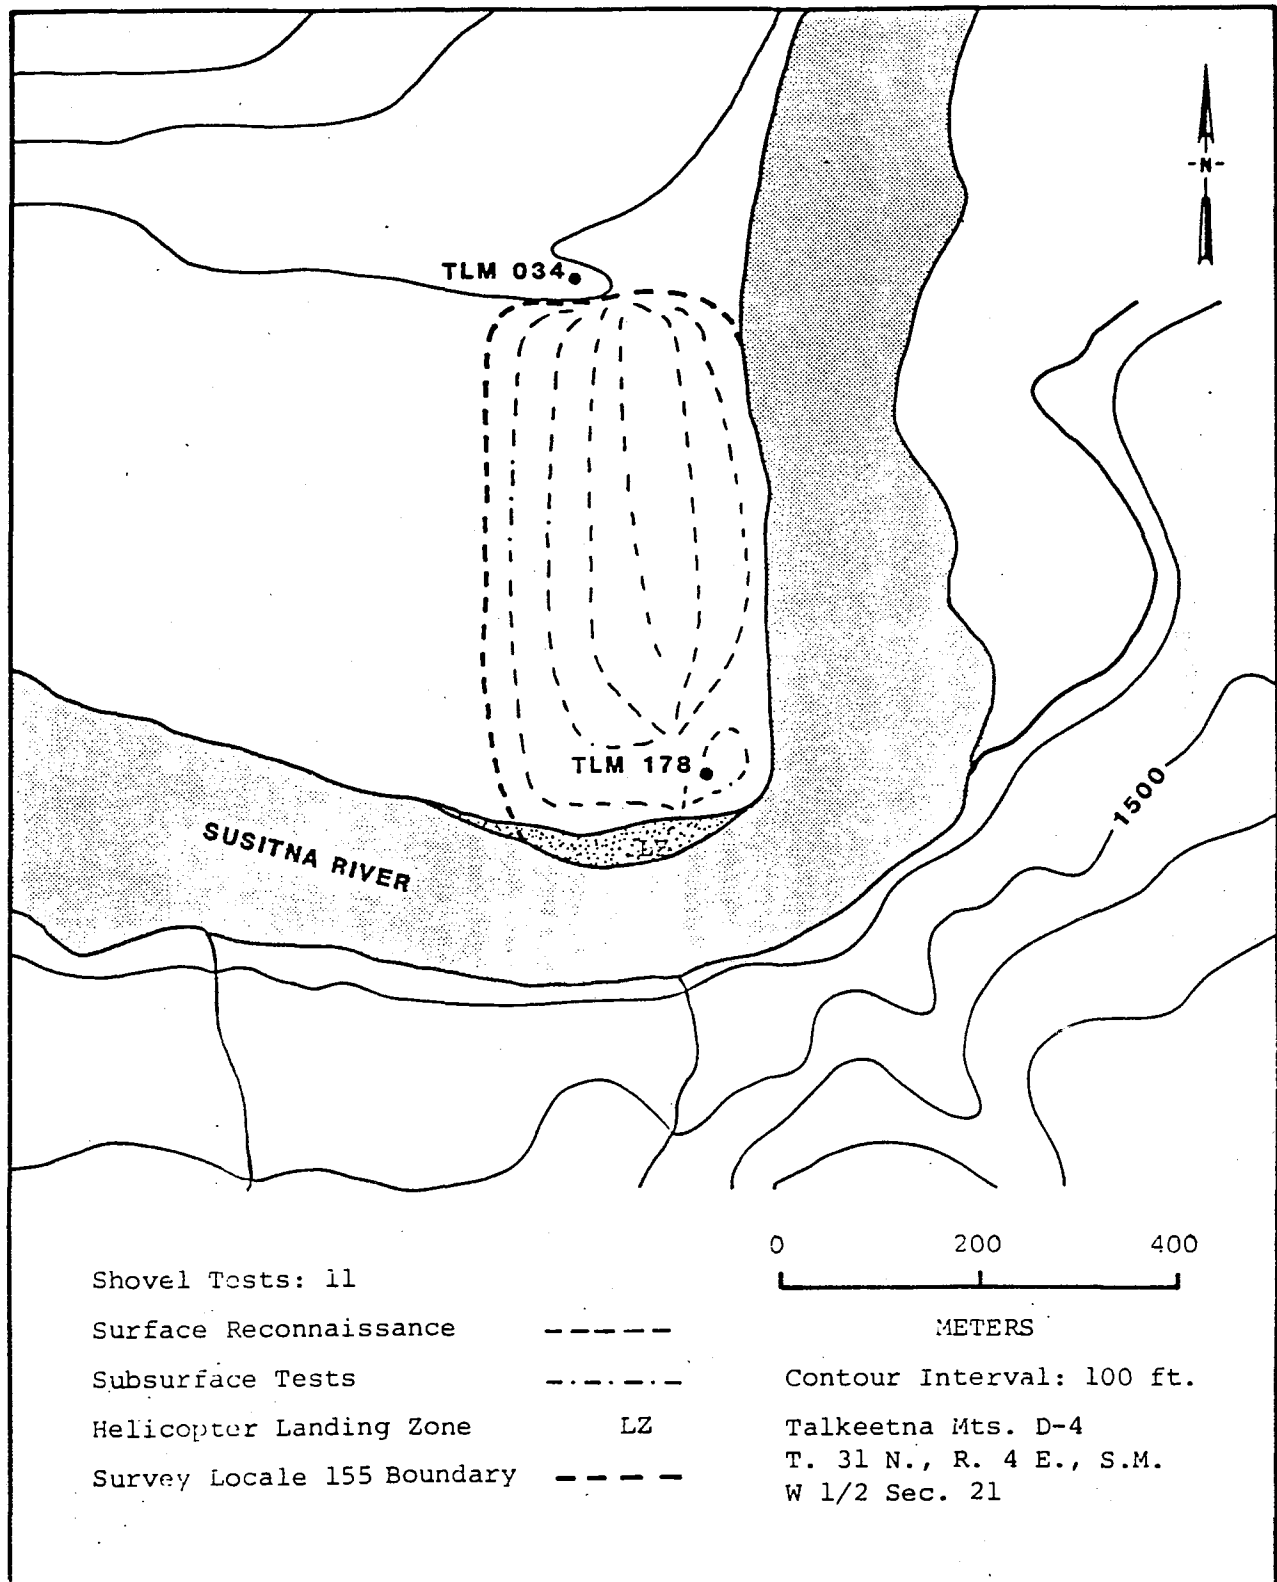 -N-
TLM 034
TLM 178
LZ
SUSITNA RIVER
1500
0 200 400
METERS
Shovel Tests: 11
Surface Reconnaissance
Subsurface Tests
Helicopter Landing Zone LZ
Survey Locale 155 Boundary
Contour Interval: 100 ft.
Talkeetna Mts. D-4
T. 31 N., R. 4 E., S.M.
W 1/2 Sec. 21